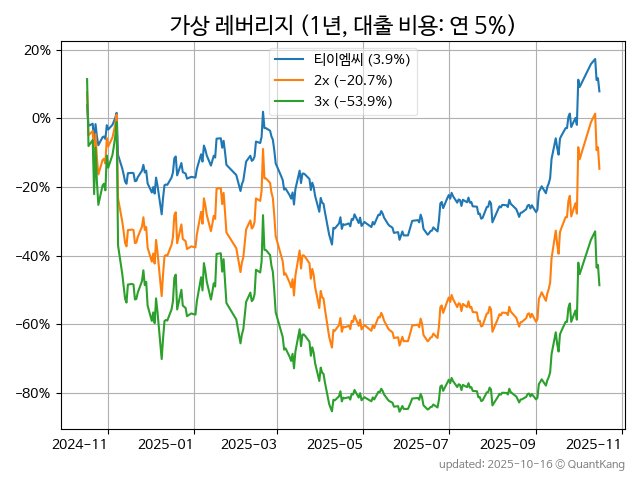 가상 레버리지 (1년, 대출 비용: 연 5%)
티이엠씨 (3.9%)
2x (−20.7%)
3x (−53.9%)
20%
0%
−20%
−40%
−60%
−80%
2024-11
2025-01
2025-03
2025-05
2025-07
2025-09
2025-11
updated: 2025-10-16 © QuantKang